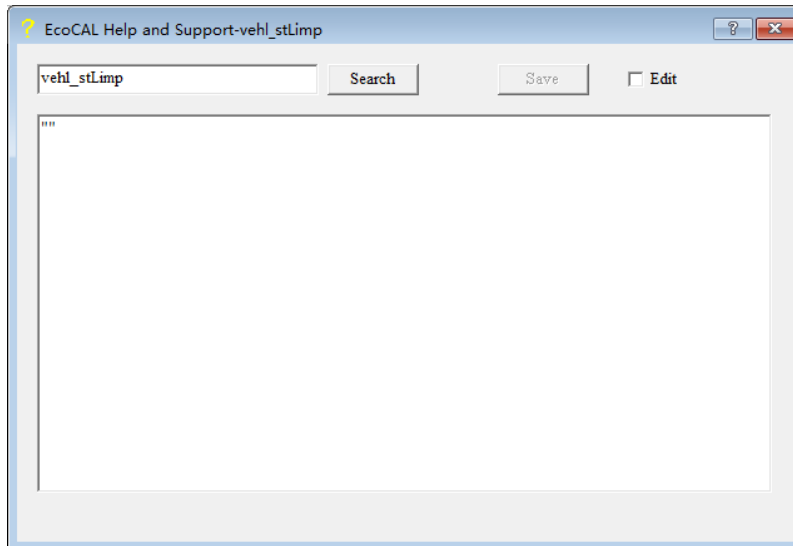 EcoCAL Help and Support-vehl_stLimp
vehl_stLimp
Search
Save
Edit
""